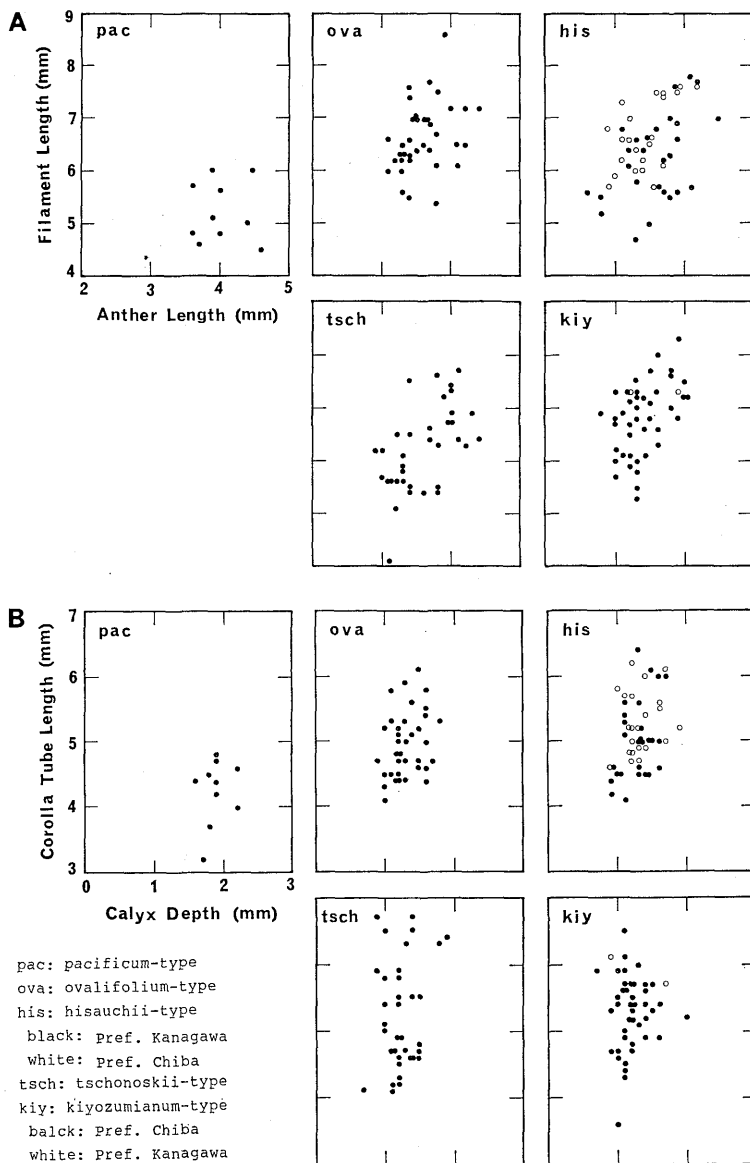 A
pac
ova
his
9
8
7
6
5
4
Filament Length (mm)
2
3
4
5
Anther Length (mm)
tsch
kiy
B
pac
ova
his
7
6
5
4
3
Corolla Tube Length (mm)
0
1
2
3
Calyx Depth (mm)
tsch
kiy
pac: pacificum-type
ova: ovalifolium-type
his: hisauchii-type
black: Pref. Kanagawa
white: Pref. Chiba
tsch: tschonoskii-type
kiy: kiyozumianum-type
balck: Pref. Chiba
white: Pref. Kanagawa